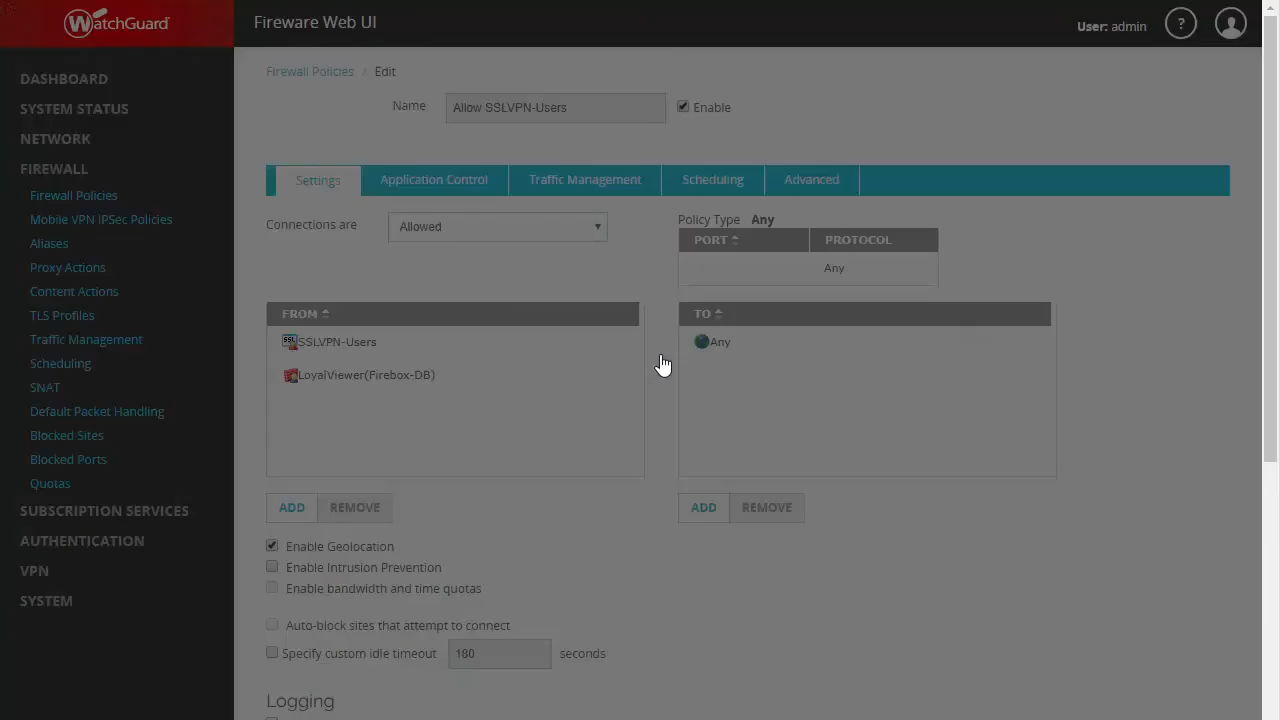 WatchGuard
Fireware Web UI
User: admin
?
DASHBOARD
SYSTEM STATUS
NETWORK
FIREWALL
Firewall Policies
Mobile VPN IPSec Policies
Aliases
Proxy Actions
Content Actions
TLS Profiles
Traffic Management
Scheduling
SNAT
Default Packet Handling
Blocked Sites
Blocked Ports
Quotas
SUBSCRIPTION SERVICES
AUTHENTICATION
VPN
SYSTEM
Firewall Policies / Edit
Name Allow SSLVPN-Users Enable
Settings Application Control Traffic Management Scheduling Advanced
Connections are Allowed
Policy Type Any
PORT PROTOCOL
Any
FROM
SSLVPN-Users
LoyalViewer(Firebox-DB)
ADD REMOVE
TO
Any
ADD REMOVE
Enable Geolocation
Enable Intrusion Prevention
Enable bandwidth and time quotas
Auto-block sites that attempt to connect
Specify custom idle timeout 180 seconds
Logging